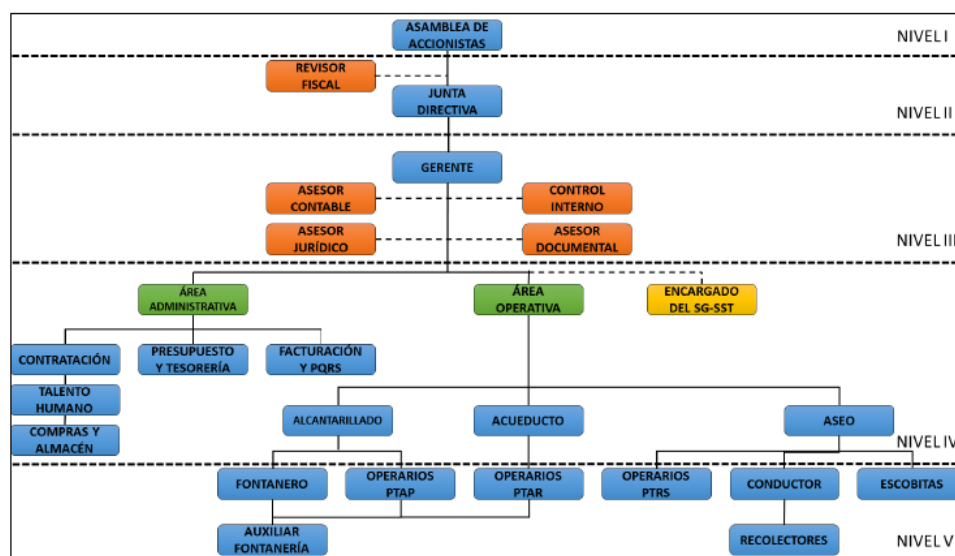 ASAMBLEA DE
ACCIONISTAS
NIVEL I
REVISOR
FISCAL
JUNTA
DIRECTIVA
NIVEL II
GERENTE
ASESOR
CONTABLE
CONTROL
INTERNO
ASESOR
JURÍDICO
ASESOR
DOCUMENTAL
NIVEL III
ÁREA
ADMINISTRATIVA
ÁREA
OPERATIVA
ENCARGADO
DEL SG-SST
CONTRATACIÓN
PRESUPUESTO
Y TESORERÍA
FACTURACIÓN
Y PQRS
TALENTO
HUMANO
COMPRAS Y
ALMACÉN
ALCANTARILLADO
ACUEDUCTO
ASEO
NIVEL IV
FONTANERO
OPERARIOS
PTAP
OPERARIOS
PTAR
OPERARIOS
PTRS
CONDUCTOR
ESCOBITAS
AUXILIAR
FONTANERÍA
RECOLECTORES
NIVEL V